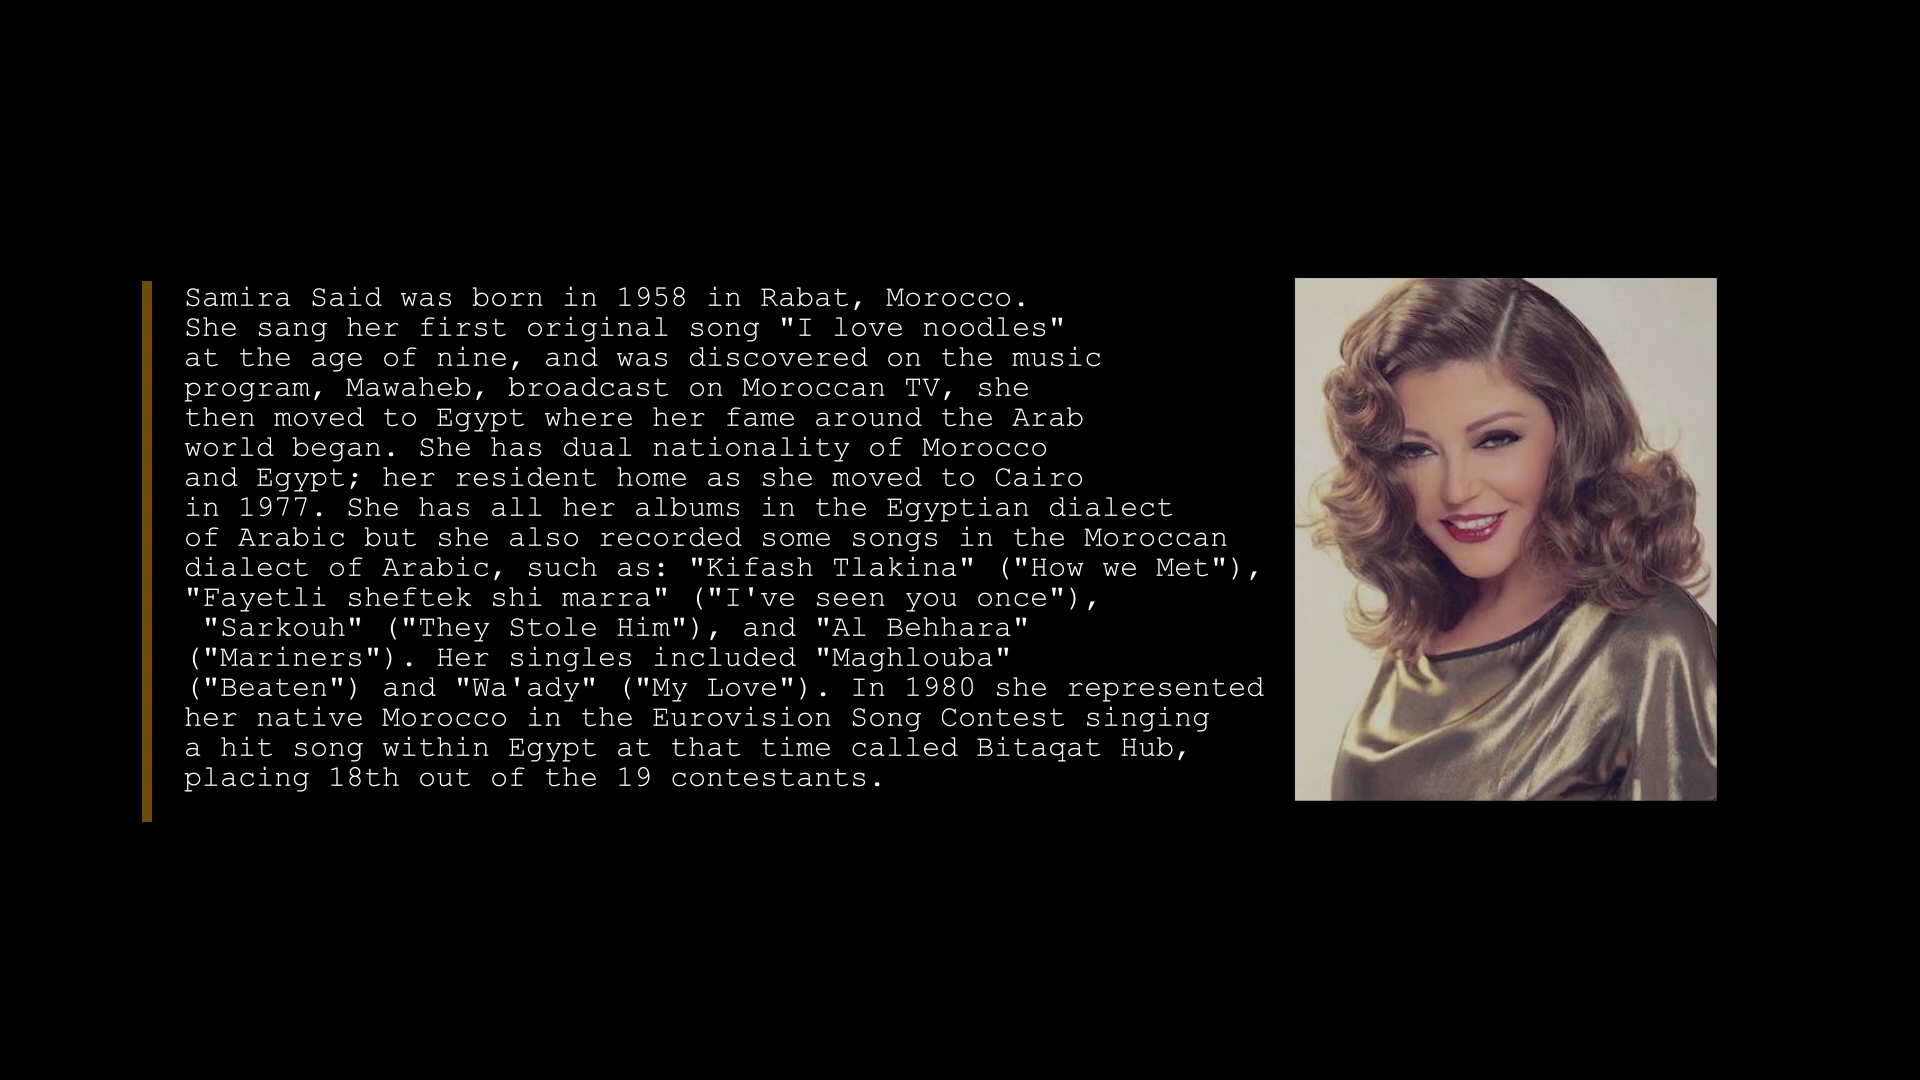 Samira Said was born in 1958 in Rabat, Morocco.
She sang her first original song "I love noodles"
at the age of nine, and was discovered on the music
program, Mawaheb, broadcast on Moroccan TV, she
then moved to Egypt where her fame around the Arab
world began. She has dual nationality of Morocco
and Egypt; her resident home as she moved to Cairo
in 1977. She has all her albums in the Egyptian dialect
of Arabic but she also recorded some songs in the Moroccan
dialect of Arabic, such as: "Kifash Tlakina" ("How we Met"),
"Fayetli sheftek shi marra" ("I've seen you once"),
"Sarkouh" ("They Stole Him"), and "Al Behhara"
("Mariners"). Her singles included "Maghlouba"
("Beaten") and "Wa'ady" ("My Love"). In 1980 she represented
her native Morocco in the Eurovision Song Contest singing
a hit song within Egypt at that time called Bitaqat Hub,
placing 18th out of the 19 contestants.